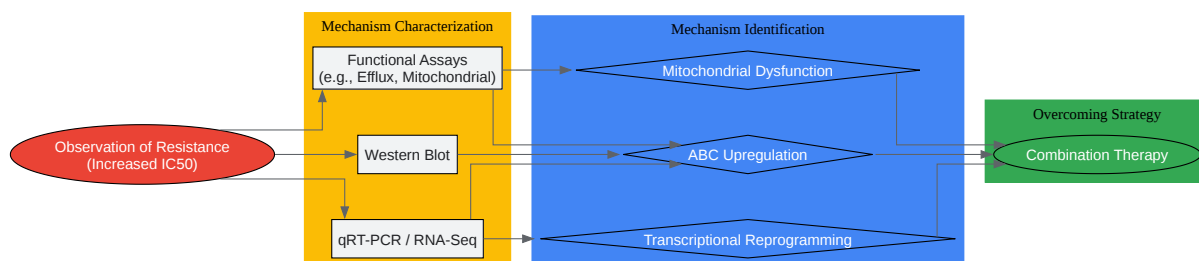 Observation of Resistance
(Increased IC50)
Mechanism Characterization
Functional Assays
(e.g., Efflux, Mitochondrial)
Western Blot
qRT-PCR / RNA-Seq
Mechanism Identification
Mitochondrial Dysfunction
ABC Upregulation
Transcriptional Reprogramming
Overcoming Strategy
Combination Therapy